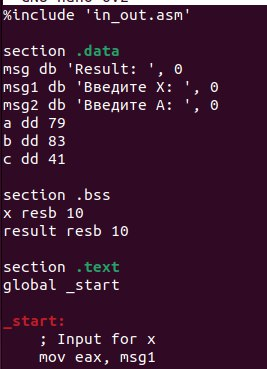 %include 'in_out.asm'
section .data
msg db 'Result: ', 0
msg1 db 'Введите X: ', 0
msg2 db 'Введите A: ', 0
a dd 79
b dd 83
c dd 41
section .bss
x resb 10
result resb 10
section .text
global _start
_start:
; Input for x
mov eax, msg1